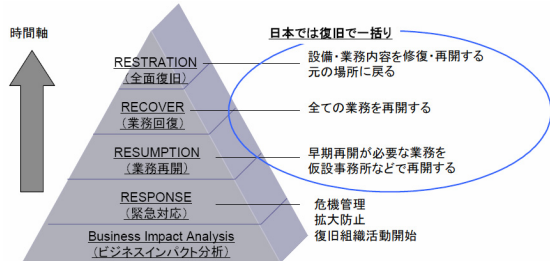 時間軸
日本では復旧で一括り
RESTRATION
(全面復旧)
設備・業務内容を修復・再開する
元の場所に戻る
RECOVER
(業務回復)
全ての業務を再開する
RESUMPTION
(業務再開)
早期再開が必要な業務を
仮設事務所などで再開する
RESPONSE
(緊急対応)
危機管理
拡大防止
復旧組織活動開始
Business Impact Analysis
(ビジネスインパクト分析)